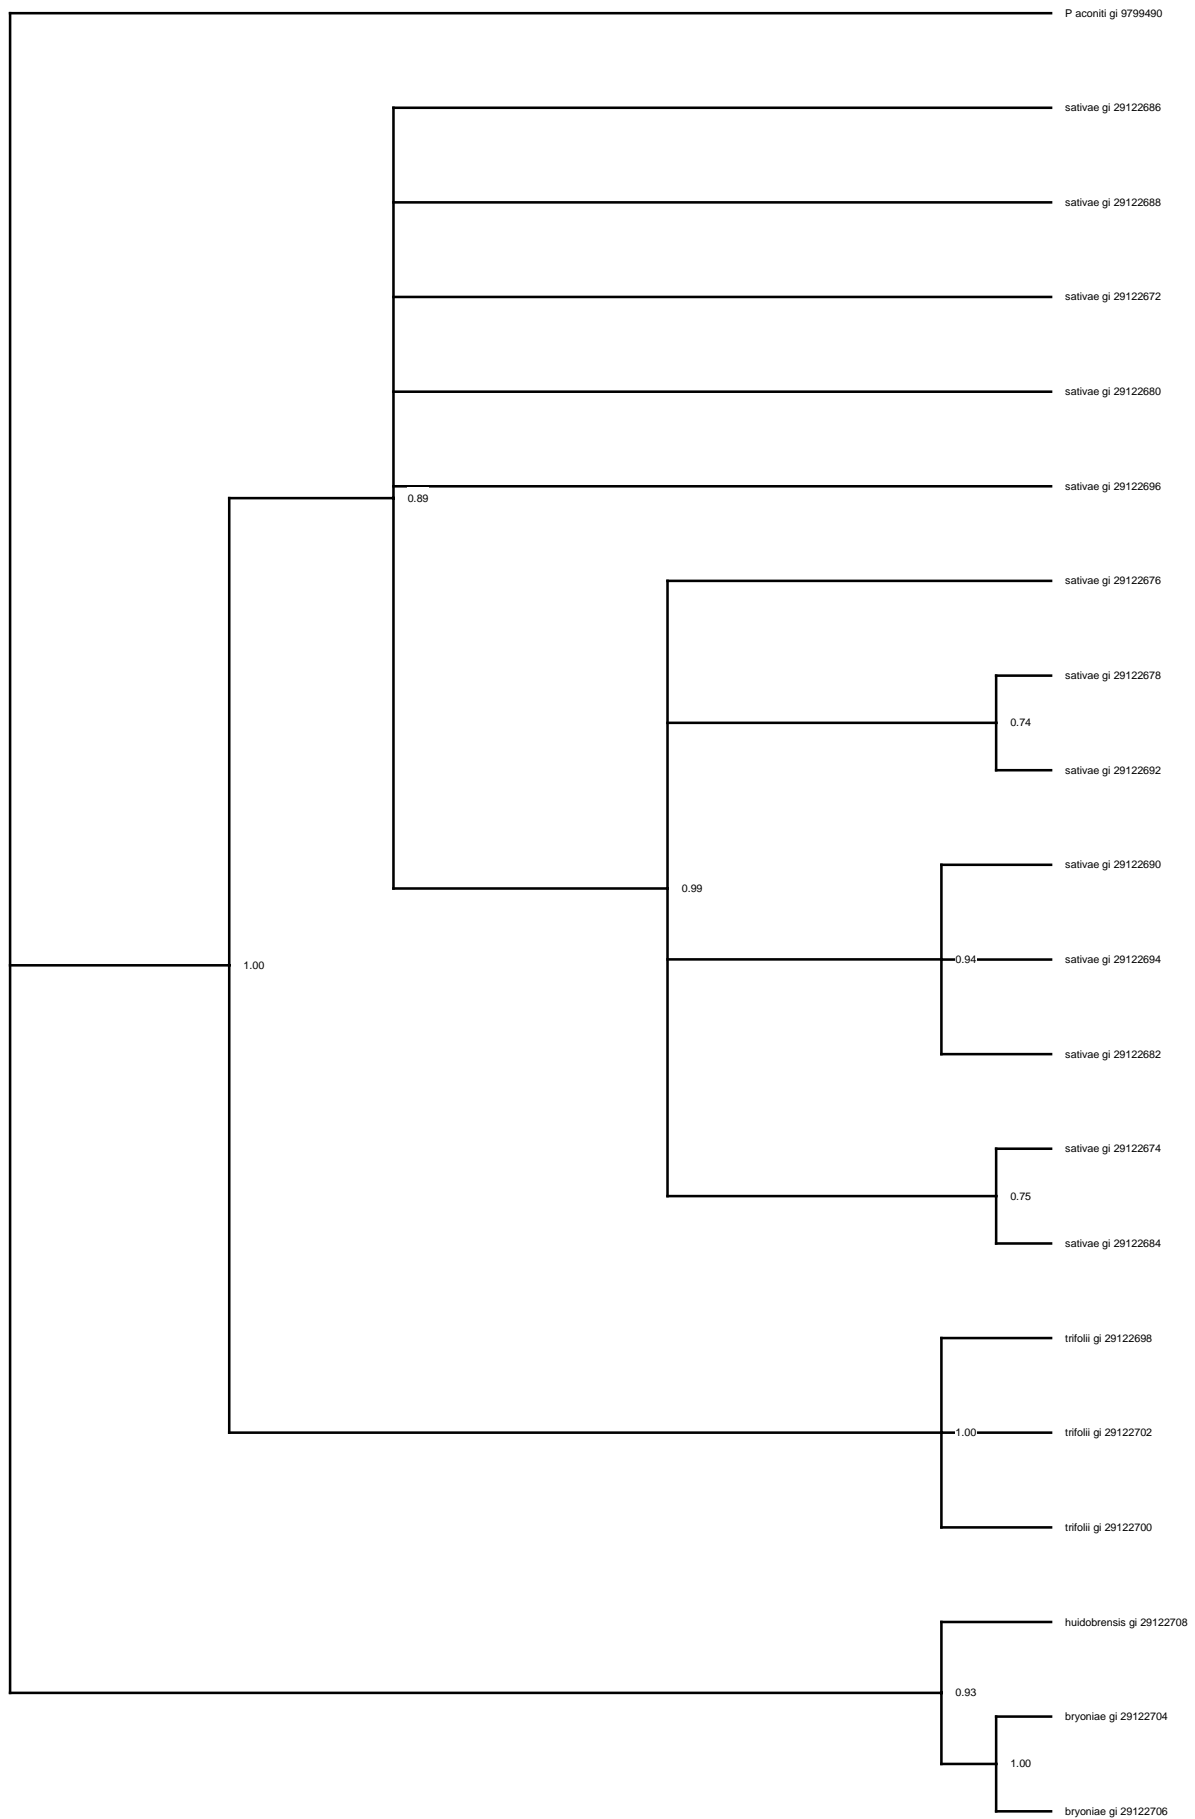 P aconiti gi 9799490
sativae gi 29122686
sativae gi 29122688
sativae gi 29122672
sativae gi 29122680
sativae gi 29122696
0.89
sativae gi 29122676
sativae gi 29122678
0.74
sativae gi 29122692
sativae gi 29122690
0.99
sativae gi 29122694
0.94
1.00
sativae gi 29122682
sativae gi 29122674
0.75
sativae gi 29122684
trifolii gi 29122698
trifolii gi 29122702
1.00
trifolii gi 29122700
huidobrensis gi 29122708
0.93
bryoniae gi 29122704
1.00
bryoniae gi 29122706